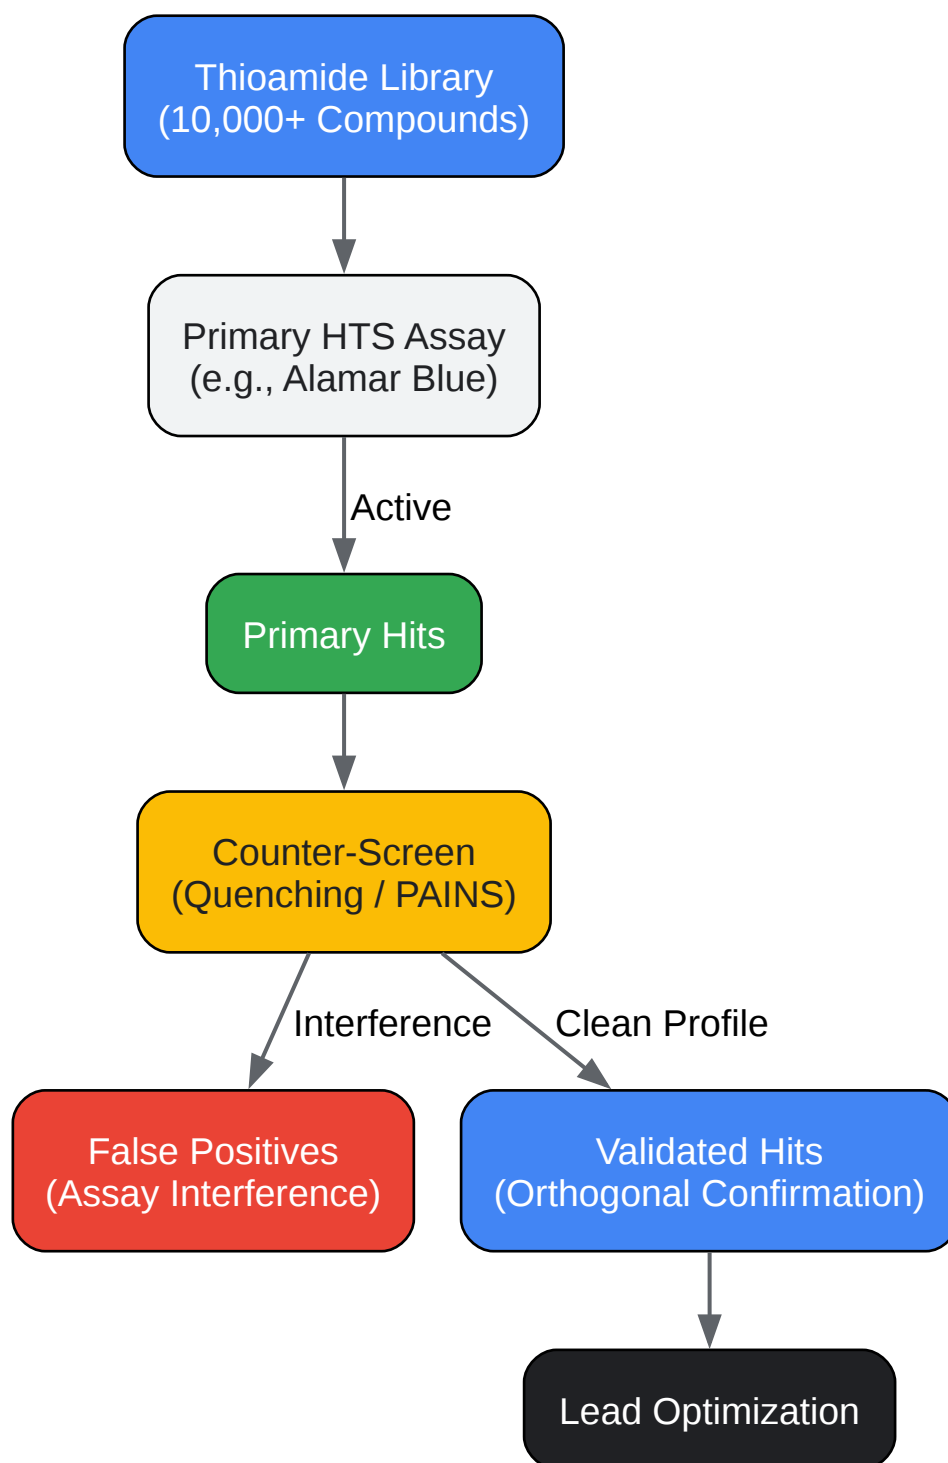 Thioamide Library
(10,000+ Compounds)
Primary HTS Assay
(e.g., Alamar Blue)
Active
Primary Hits
Counter-Screen
(Quenching / PAINS)
Interference
Clean Profile
False Positives
(Assay Interference)
Validated Hits
(Orthogonal Confirmation)
Lead Optimization